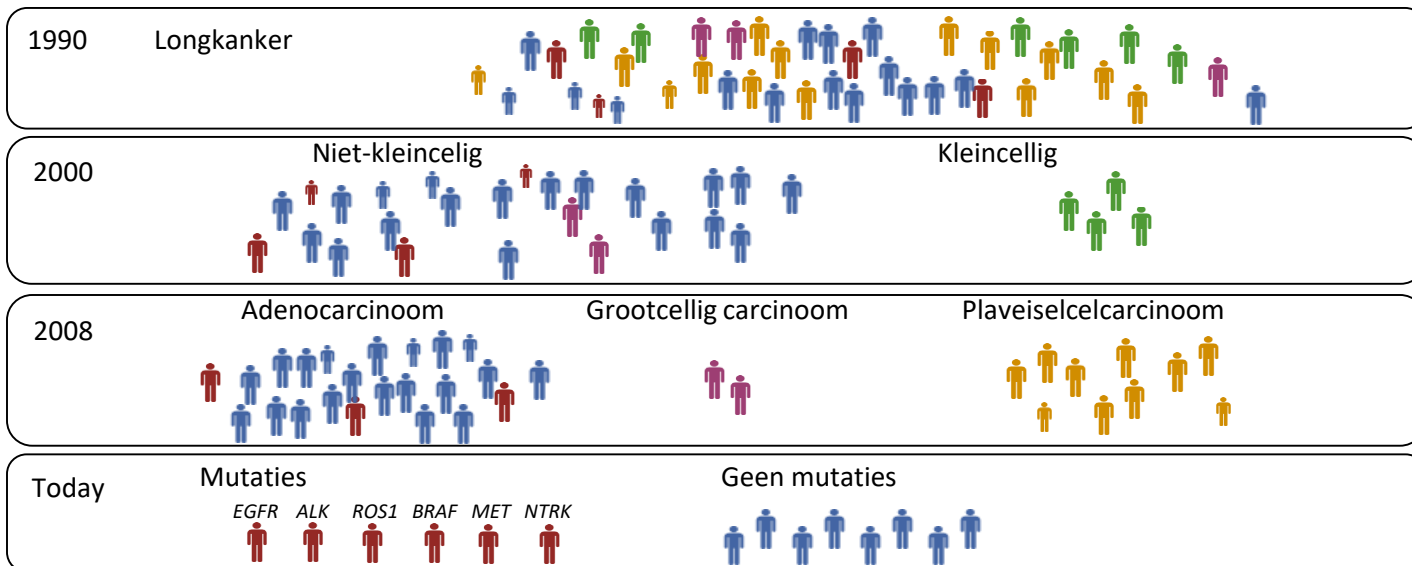 1990 Longkanker
Niet-kleincelig Kleincellig
2000
Adenocarcinoom Grootcellig carcinoom Plaveiselcelcarcinoom
2008
Today Mutaties Geen mutaties
EGFR ALK ROS1 BRAF MET NTRK